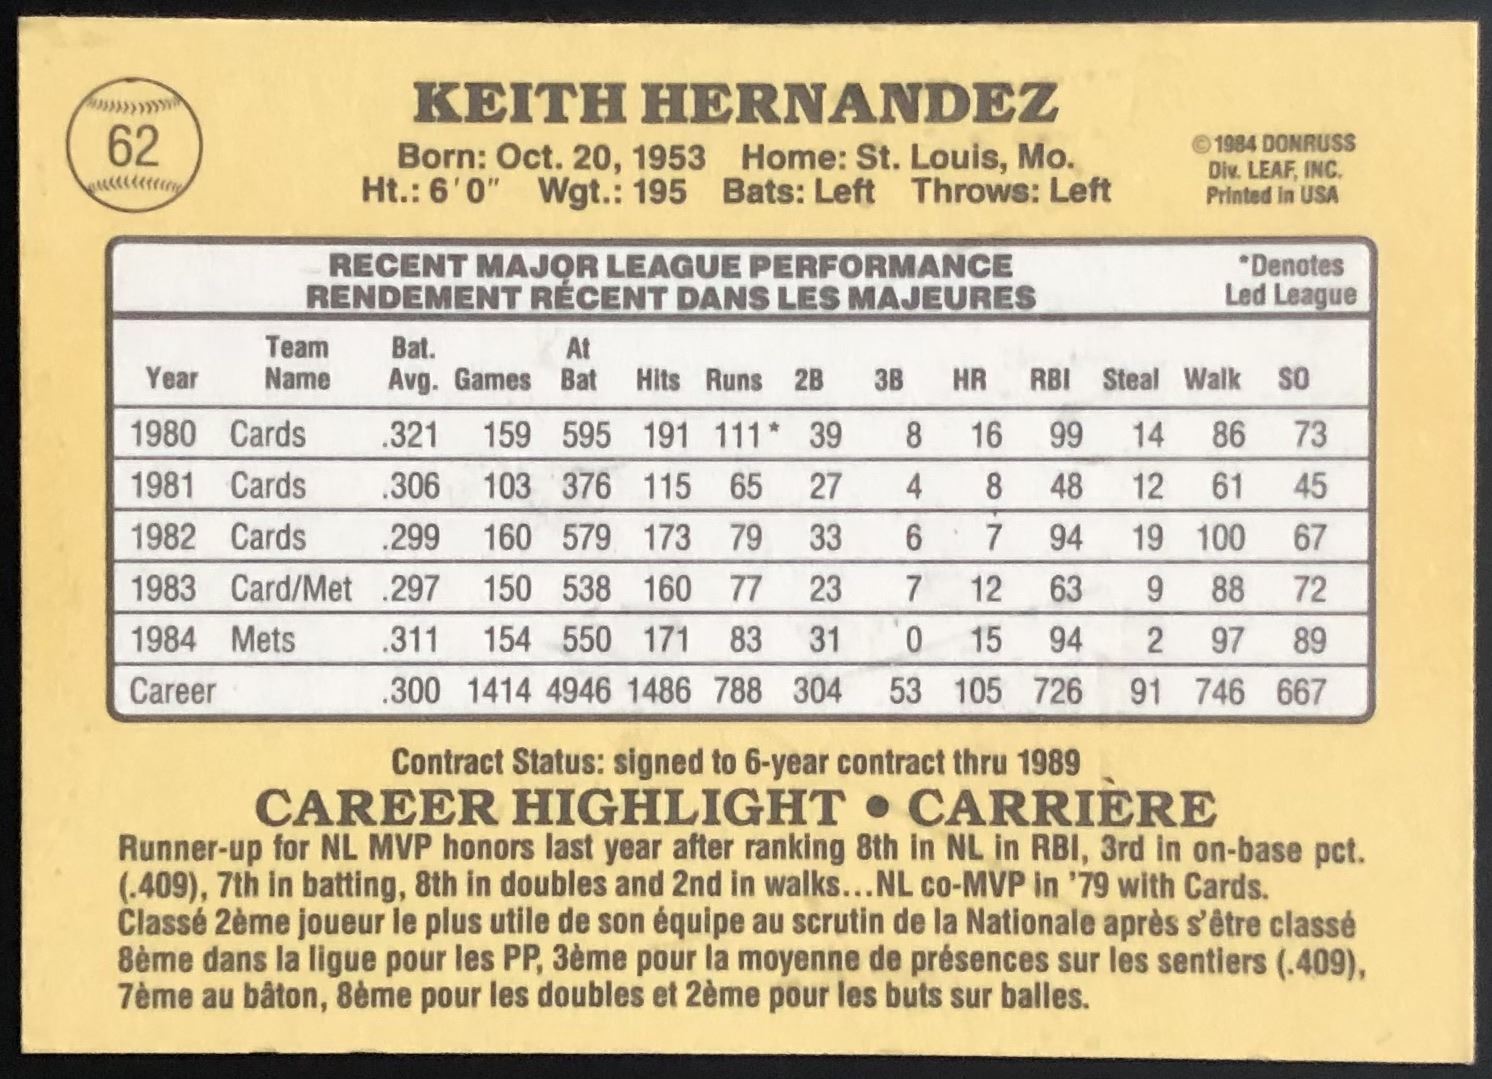 62
KEITH HERNANDEZ
Born: Oct. 20, 1953 Home: St. Louis, Mo.
Ht.: 6'0" Wgt.: 195 Bats: Left Throws: Left
© 1984 DONRUSS
Div. LEAF, INC.
Printed in USA
RECENT MAJOR LEAGUE PERFORMANCE
RENDEMENT RÉCENT DANS LES MAJEURES
*Denotes
Led League
Year Team Name Bat. Avg. Games At Bat Hits Runs 2B 3B HR RBI Steal Walk SO
1980 Cards .321 159 595 191 111* 39 8 16 99 14 86 73
1981 Cards .306 103 376 115 65 27 4 8 48 12 61 45
1982 Cards .299 160 579 173 79 33 6 7 94 19 100 67
1983 Card/Met .297 150 538 160 77 23 7 12 63 9 88 72
1984 Mets .311 154 550 171 83 31 0 15 94 2 97 89
Career .300 1414 4946 1486 788 304 53 105 726 91 746 667
Contract Status: signed to 6-year contract thru 1989
CAREER HIGHLIGHT • CARRIÈRE
Runner-up for NL MVP honors last year after ranking 8th in NL in RBI, 3rd in on-base pct.
(.409), 7th in batting, 8th in doubles and 2nd in walks...NL co-MVP in '79 with Cards.
Classé 2ème joueur le plus utile de son équipe au scrutin de la Nationale après s'être classé
8ème dans la ligue pour les PP, 3ème pour la moyenne de présences sur les sentiers (.409),
7ème au bâton, 8ème pour les doubles et 2ème pour les buts sur balles.